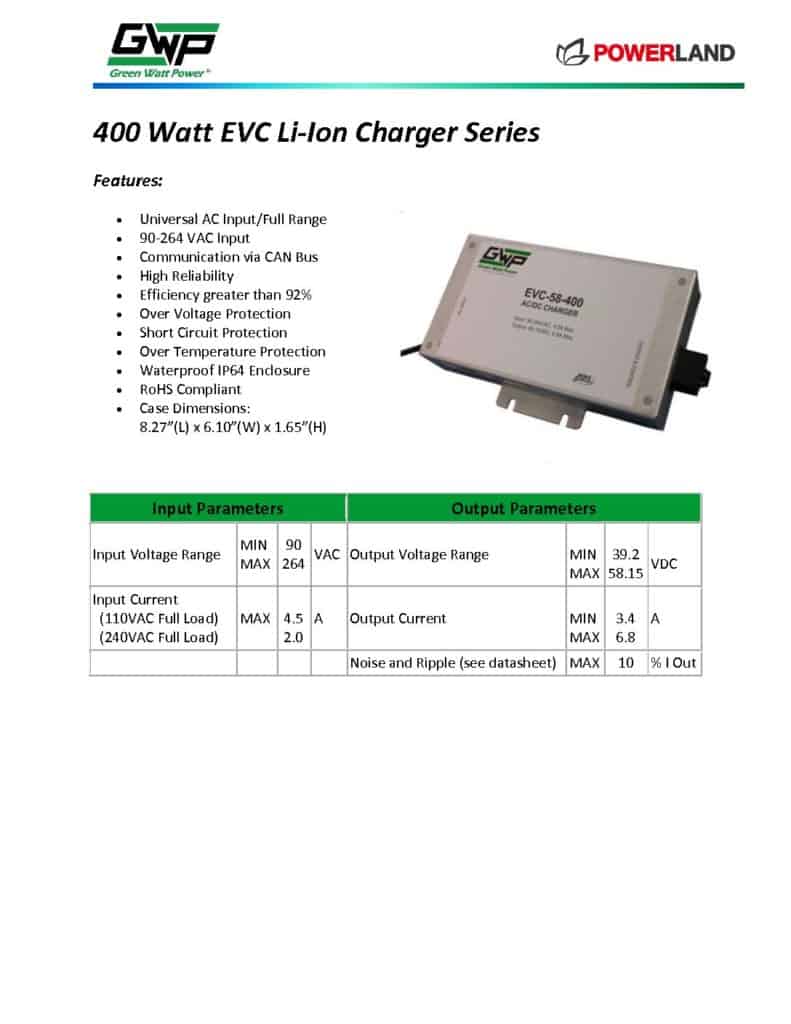 GWP
Green Watt Power®
POWERLAND
400 Watt EVC Li-Ion Charger Series
Features:
• Universal AC Input/Full Range
• 90-264 VAC Input
• Communication via CAN Bus
• High Reliability
• Efficiency greater than 92%
• Over Voltage Protection
• Short Circuit Protection
• Over Temperature Protection
• Waterproof IP64 Enclosure
• RoHS Compliant
• Case Dimensions:
8.27”(L) x 6.10”(W) x 1.65”(H)
GWP
Green Watt Power
EVC-58-400
AC/DC CHARGER
Input Parameters Output Parameters
Input Voltage Range MIN 90 VAC Output Voltage Range MIN 39.2 VDC
MAX 264 MAX 58.15
Input Current
(110VAC Full Load) MAX 4.5 A Output Current MIN 3.4 A
(240VAC Full Load) 2.0 MAX 6.8
Noise and Ripple (see datasheet) MAX 10 % I Out